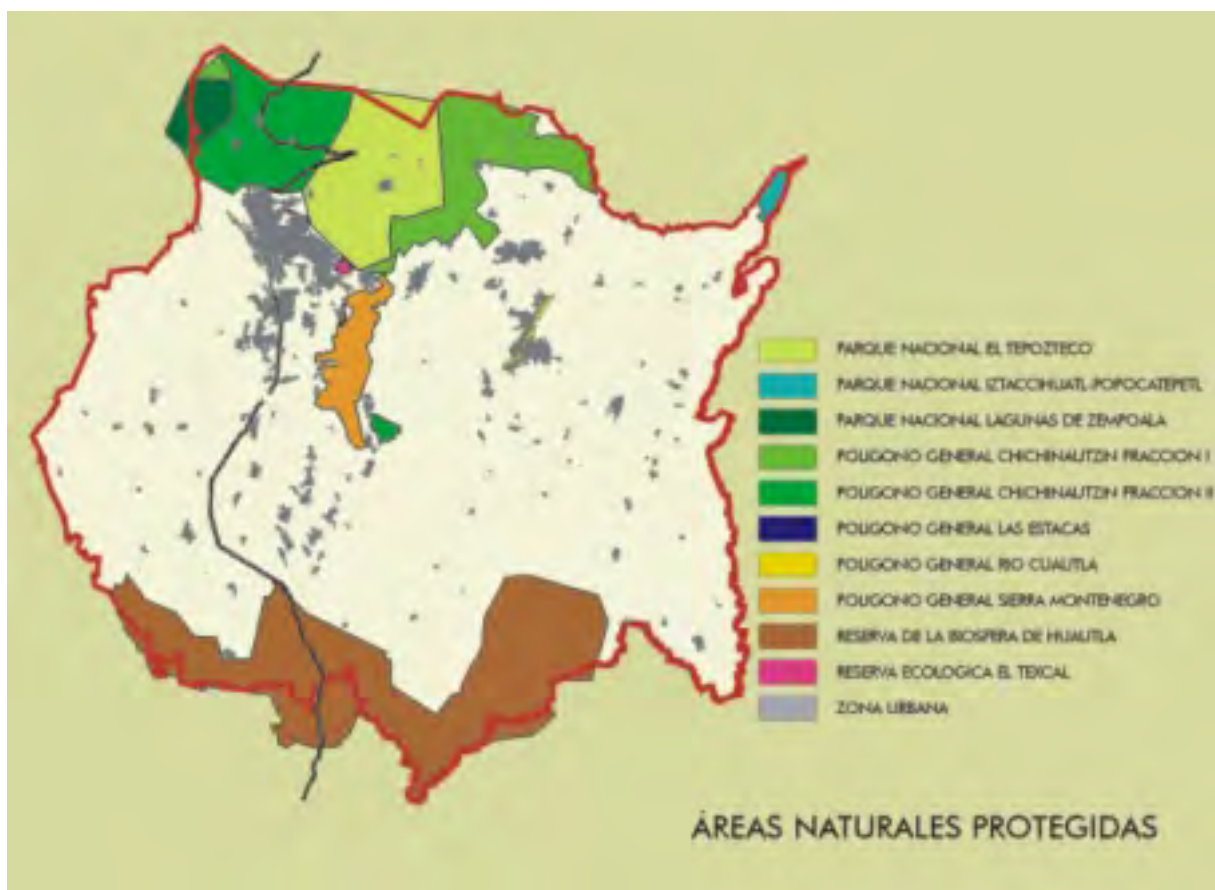 PARQUE NACIONAL EL TEPOZTECO
PARQUE NACIONAL IZTACCIHUATL-POPOCATEPETL
PARQUE NACIONAL LAGUNAS DE ZEMPOALA
POLIGONO GENERAL CHICHINAUTZIN FRACCION I
POLIGONO GENERAL CHICHINAUTZIN FRACCION II
POLIGONO GENERAL LAS ESTACAS
POLIGONO GENERAL RIO CUAUTLA
POLIGONO GENERAL SIERRA MONTENEGRO
RESERVA DE LA BIOSFERA DE HUAUTLA
RESERVA ECOLOGICA EL TEXCAL
ZONA URBANA
ÁREAS NATURALES PROTEGIDAS